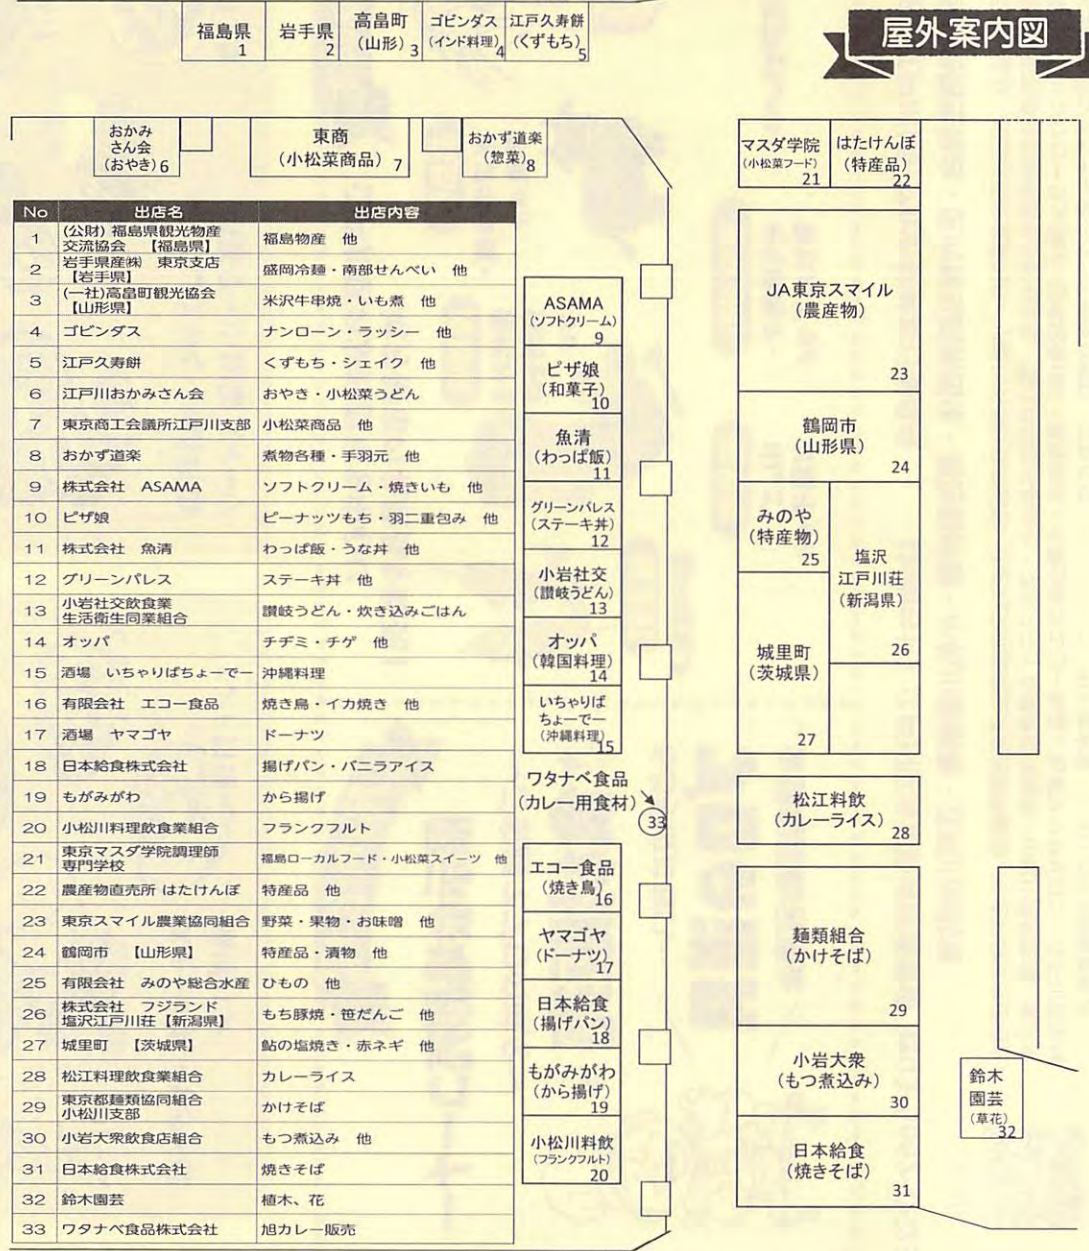 福島県
1
岩手県
2
高畠町
(山形) 3
ゴビンダス
(インド料理) 4
江戸久寿餅
(くずもち) 5
屋外案内図
おかみ
さん会
(おやき) 6
東商
(小松菜商品) 7
おかず道楽
(惣菜) 8
マスダ学院
(小松菜フード)
21
はたけんぼ
(特産品)
22
No 出店名 出店内容
1 (公財) 福島県観光物産
交流協会 【福島県】 福島物産 他
2 岩手県産㈱ 東京支店
【岩手県】 盛岡冷麺・南部せんべい 他
3 (一社)高畠町観光協会
【山形県】 米沢牛串焼・いも煮 他
4 ゴビンダス ナンローン・ラッシー 他
5 江戸久寿餅 くずもち・シェイク 他
6 江戸川おかみさん会 おやき・小松菜うどん
7 東京商工会議所江戸川支部 小松菜商品 他
8 おかず道楽 煮物各種・手羽元 他
9 株式会社 ASAMA ソフトクリーム・焼きいも 他
10 ピザ娘 ピーナッツもち・羽二重包み 他
11 株式会社 魚清 わっぱ飯・うな丼 他
12 グリーンパレス ステーキ丼 他
13 小岩社交飲食業
生活衛生同業組合 讃岐うどん・炊き込みごはん
14 オッパ チヂミ・チゲ 他
15 酒場 いちゃりばちょーでー 沖縄料理
16 有限会社 エコー食品 焼き鳥・イカ焼き 他
17 酒場 ヤマゴヤ ドーナツ
18 日本給食株式会社 揚げパン・バニラアイス
19 もがみがわ から揚げ
20 小松川料理飲食業組合 フランクフルト
21 東京マスダ学院調理師
専門学校 福島ローカルフード・小松菜スイーツ 他
22 農産物直売所 はたけんぼ 特産品 他
23 東京スマイル農業協同組合 野菜・果物・お味噌 他
24 鶴岡市 【山形県】 特産品・漬物 他
25 有限会社 みのや総合水産 ひもの 他
26 株式会社 フジランド
塩沢江戸川荘【新潟県】 もち豚焼・笹だんご 他
27 城里町 【茨城県】 鮎の塩焼き・赤ネギ 他
28 松江料理飲食業組合 カレーライス
29 東京都麺類協同組合
小松川支部 かけそば
30 小岩大衆飲食店組合 もつ煮込み 他
31 日本給食株式会社 焼きそば
32 鈴木園芸 植木、花
33 ワタナベ食品株式会社 旭カレー販売
ASAMA
(ソフトクリーム)
9
ピザ娘
(和菓子)
10
魚清
(わっぱ飯)
11
グリーンパレス
(ステーキ丼)
12
小岩社交
(讃岐うどん)
13
オッパ
(韓国料理)
14
いちゃりば
ちょーでー
(沖縄料理)
15
ワタナベ食品
(カレー用食材)
33
エコー食品
(焼き鳥)
16
ヤマゴヤ
(ドーナツ)
17
日本給食
(揚げパン)
18
もがみがわ
(から揚げ)
19
小松川料飲
(フランクフルト)
20
JA東京スマイル
(農産物)
23
鶴岡市
(山形県)
24
みのや
(特産物)
25
塩沢
江戸川荘
(新潟県)
26
城里町
(茨城県)
27
松江料飲
(カレーライス) 28
麺類組合
(かけそば)
29
小岩大衆
(もつ煮込み)
30
日本給食
(焼きそば)
31
鈴木
園芸
(草花)
32